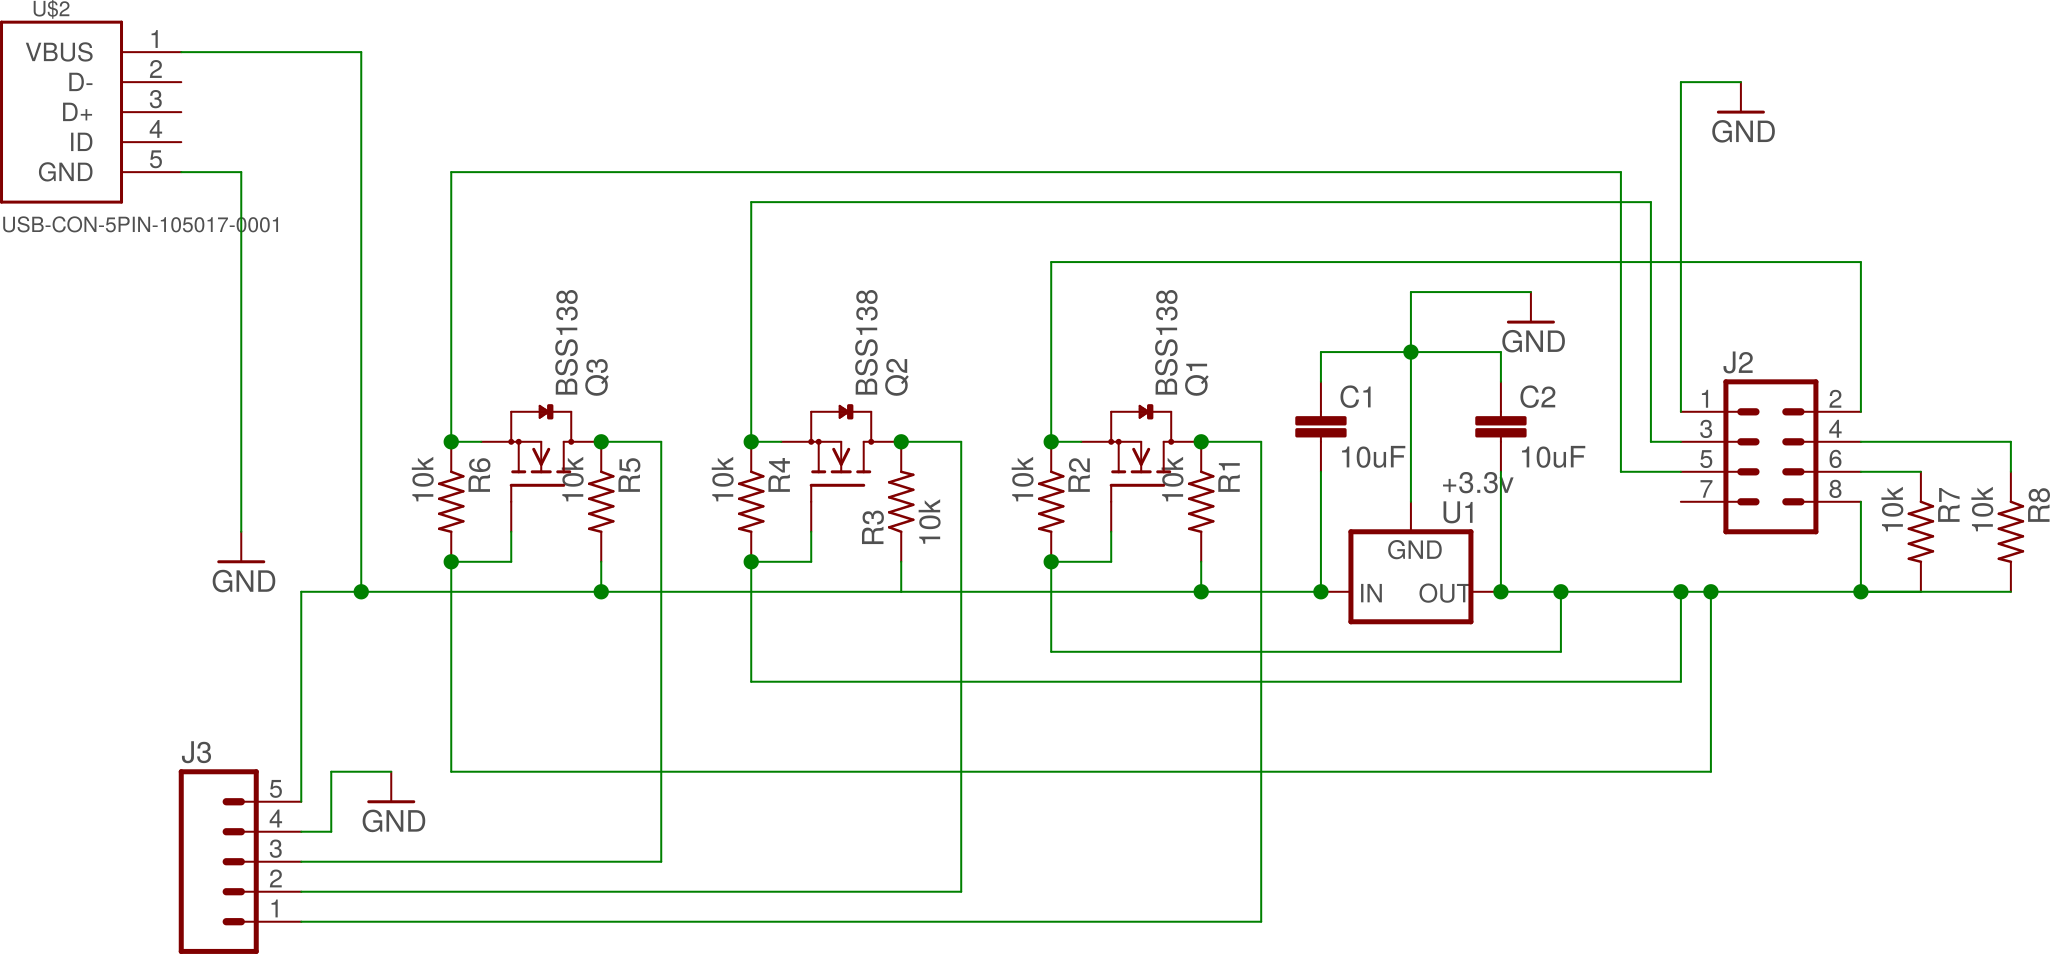 U$2
VBUS 1
D- 2
D+ 3
ID 4
GND 5
USB-CON-5PIN-105017-0001
GND
GND
BSS138
Q3
10k
R6
10k
R5
BSS138
Q2
10k
R4
R3
10k
BSS138
Q1
10k
R2
10k
R1
GND
C1
10uF
C2
10uF
+3.3v
U1
GND
IN OUT
J2
1 2
3 4
5 6
7 8
10k
R7
10k
R8
J3
5
4
3
2
1
GND